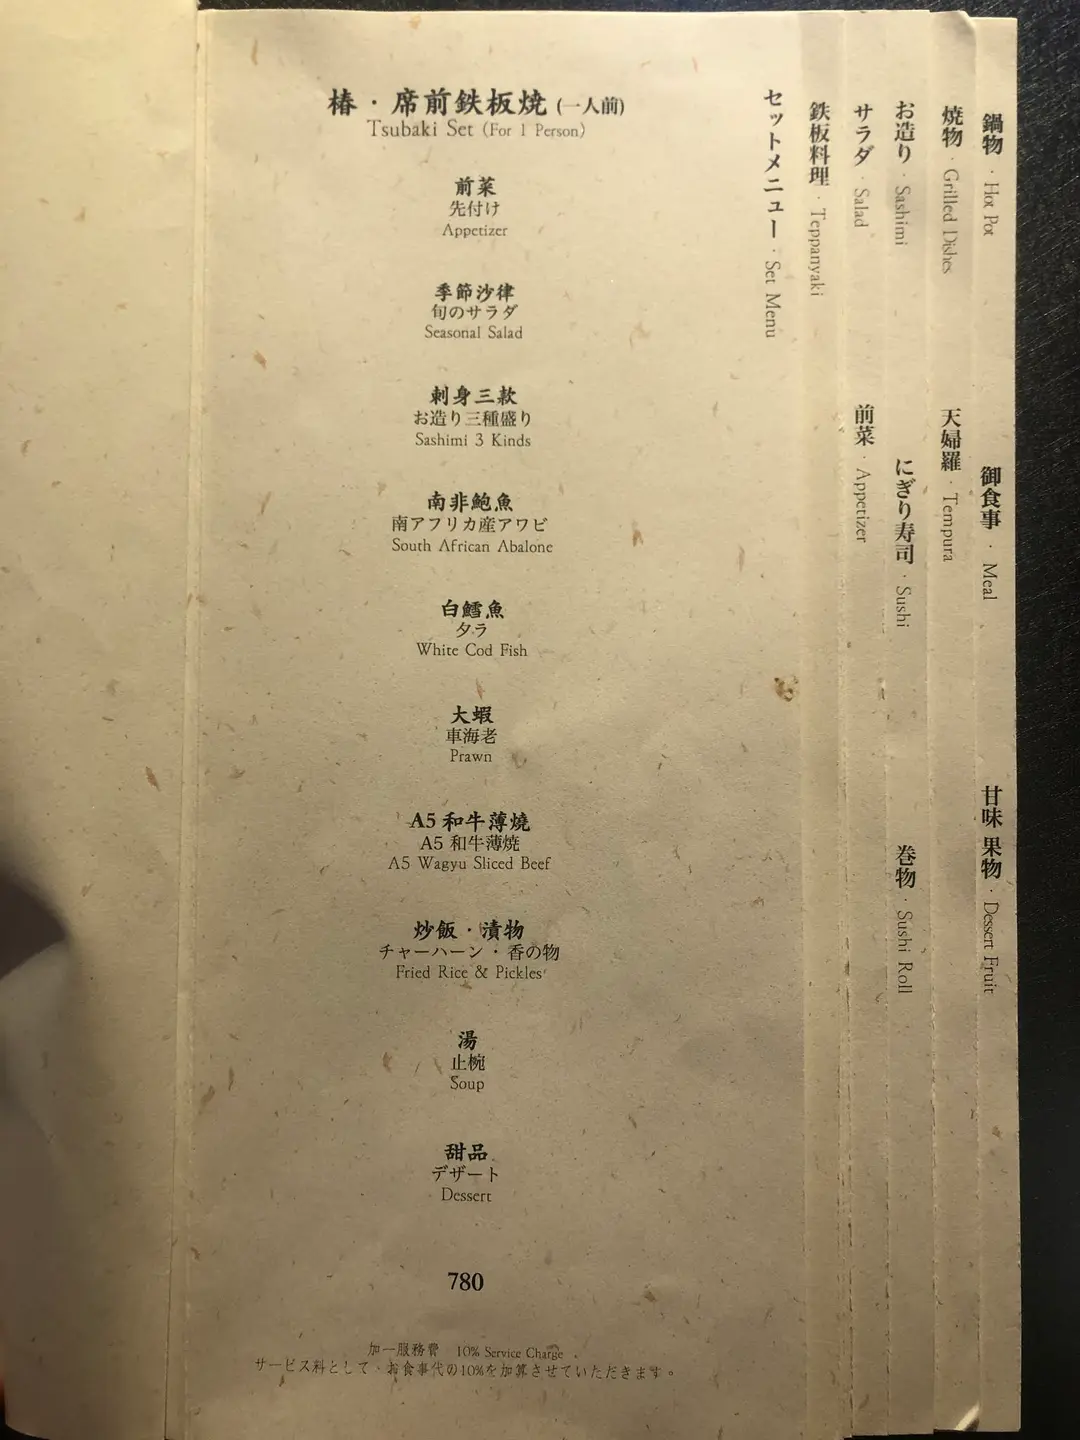 椿・席前鉄板焼 (一人前)
Tsubaki Set (For 1 Person)
前菜
先付け
Appetizer
季節沙律
旬のサラダ
Seasonal Salad
刺身三款
お造り三種盛り
Sashimi 3 Kinds
南非鮑魚
南アフリカ産アワビ
South African Abalone
白鱈魚
タラ
White Cod Fish
大蝦
車海老
Prawn
A5 和牛薄燒
A5 和牛薄焼
A5 Wagyu Sliced Beef
炒飯・漬物
チャーハーン・香の物
Fried Rice & Pickles
湯
止椀
Soup
甜品
デザート
Dessert
780
加一服務費 10% Service Charge
サービス料として、お食事代の10%を加算させていただきます。
セットメニュー・Set Menu
鉄板料理・Teppanyaki
サラダ・Salad
前菜・Appetizer
お造り・Sashimi
にぎり寿司・Sushi
巻物・Sushi Roll
焼物・Grilled Dishes
天婦羅・Tempura
鍋物・Hot Pot
御食事・Meal
甘味 果物・Dessert Fruit